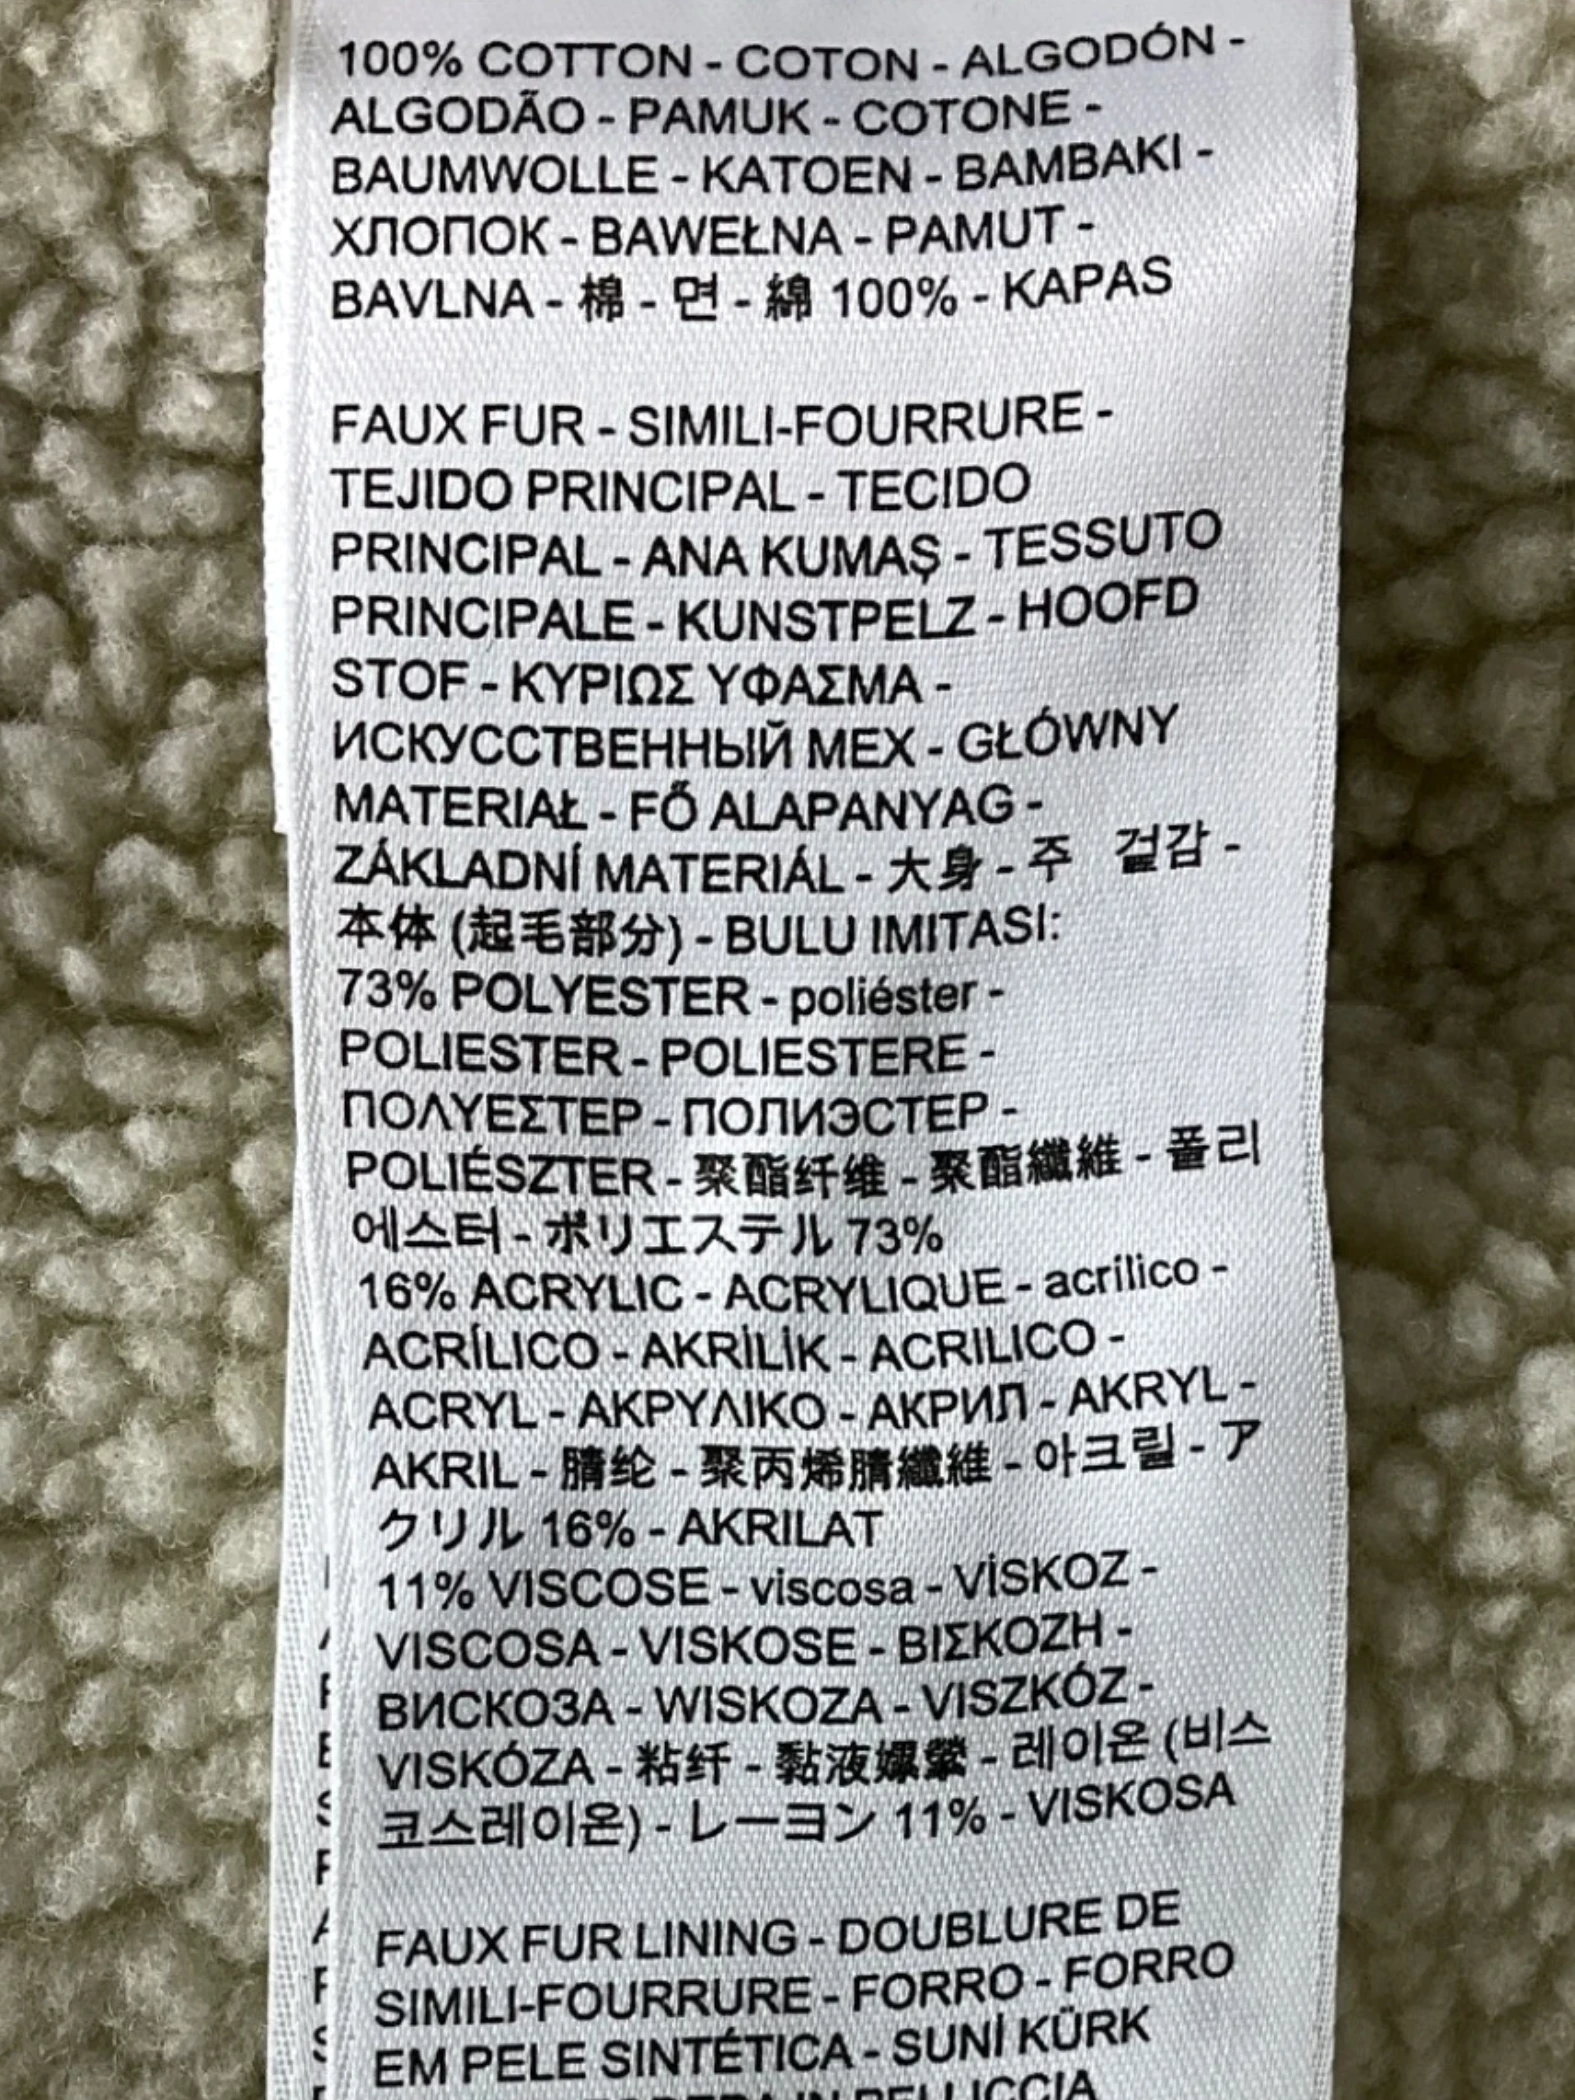 100% COTTON - COTON - ALGODÓN -
ALGODÃO - PAMUK - COTONE -
BAUMWOLLE - KATOEN - BAMBAKI -
ХЛОПОК - BAWEŁNA - PAMUT -
BAVLNA - 棉 - 면 - 綿 100% - KAPAS
FAUX FUR - SIMILI-FOURRURE -
TEJIDO PRINCIPAL - TECIDO
PRINCIPAL - ANA KUMAŞ - TESSUTO
PRINCIPALE - KUNSTPELZ - HOOFD
STOF - ΚΥΡΙΩΣ ΥΦΑΣΜΑ -
ИСКУССТВЕННЫЙ МЕХ - GŁÓWNY
MATERIAŁ - FŐ ALAPANYAG -
ZÁKLADNÍ MATERIÁL - 大身 - 주 겉감 -
本体 (起毛部分) - BULU IMITASI:
73% POLYESTER - poliéster -
POLIESTER - POLIESTERE -
ΠΟΛΥΕΣΤΕΡ - ПОЛИЭСТЕР -
POLIÉSZTER - 聚酯纤维 - 聚酯纖維 - 폴리
에스터 - ポリエステル 73%
16% ACRYLIC - ACRYLIQUE - acrílico -
ACRÍLICO - AKRİLİK - ACRILICO -
ACRYL - ΑΚΡΥΛΙΚΟ - АКРИЛ - AKRYL -
AKRIL - 腈纶 - 聚丙烯腈纖維 - 아크릴 - ア
クリル 16% - AKRILAT
11% VISCOSE - viscosa - VİSKOZ -
VISCOSA - VISKOSE - ΒΙΣΚΟΖΗ -
ВИСКОЗА - WISKOZA - VISZKÓZ -
VISKÓZA - 粘纤 - 黏液嫘縈 - 레이온 (비스
코스레이온) - レーヨン 11% - VISKOSA
FAUX FUR LINING - DOUBLURE DE
SIMILI-FOURRURE - FORRO - FORRO
EM PELE SINTÉTICA - SUNİ KÜRK